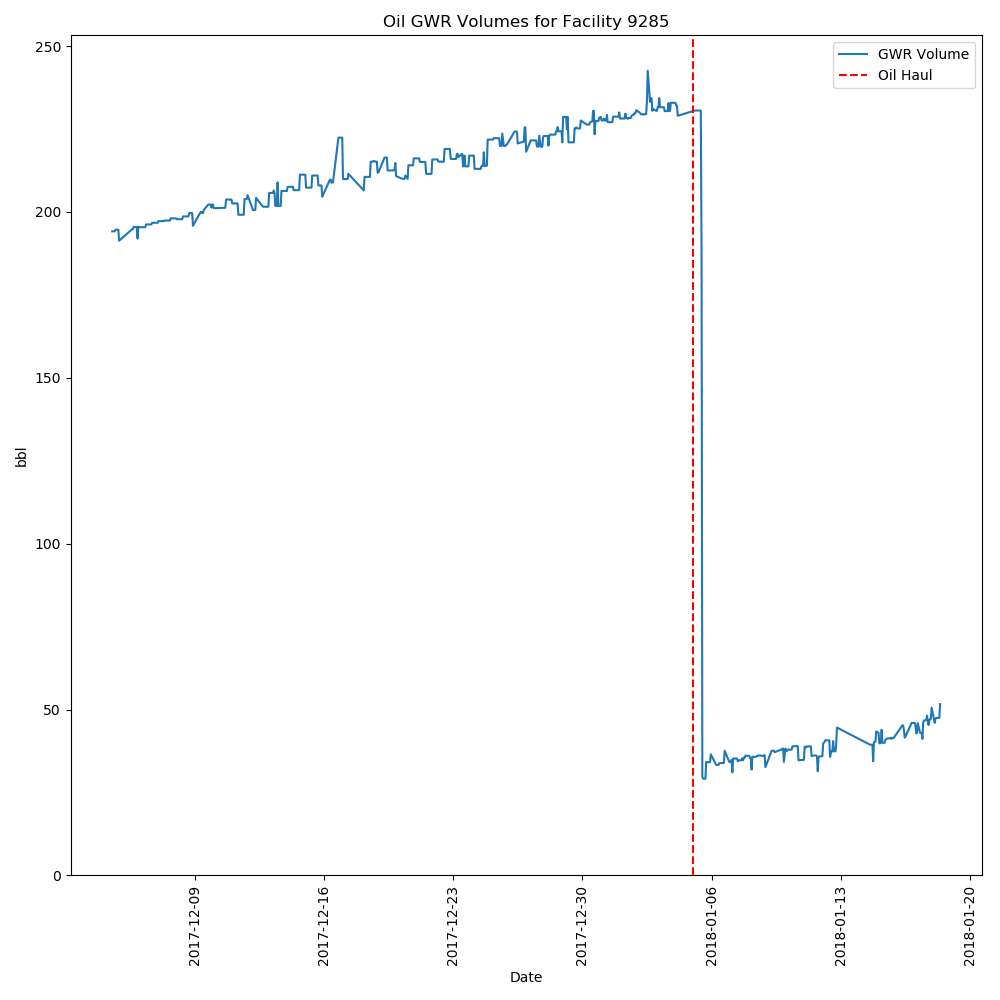 Oil GWR Volumes for Facility 9285
GWR Volume
Oil Haul
250
200
150
100
50
0
bbl
2017-12-09
2017-12-16
2017-12-23
2017-12-30
2018-01-06
2018-01-13
2018-01-20
Date